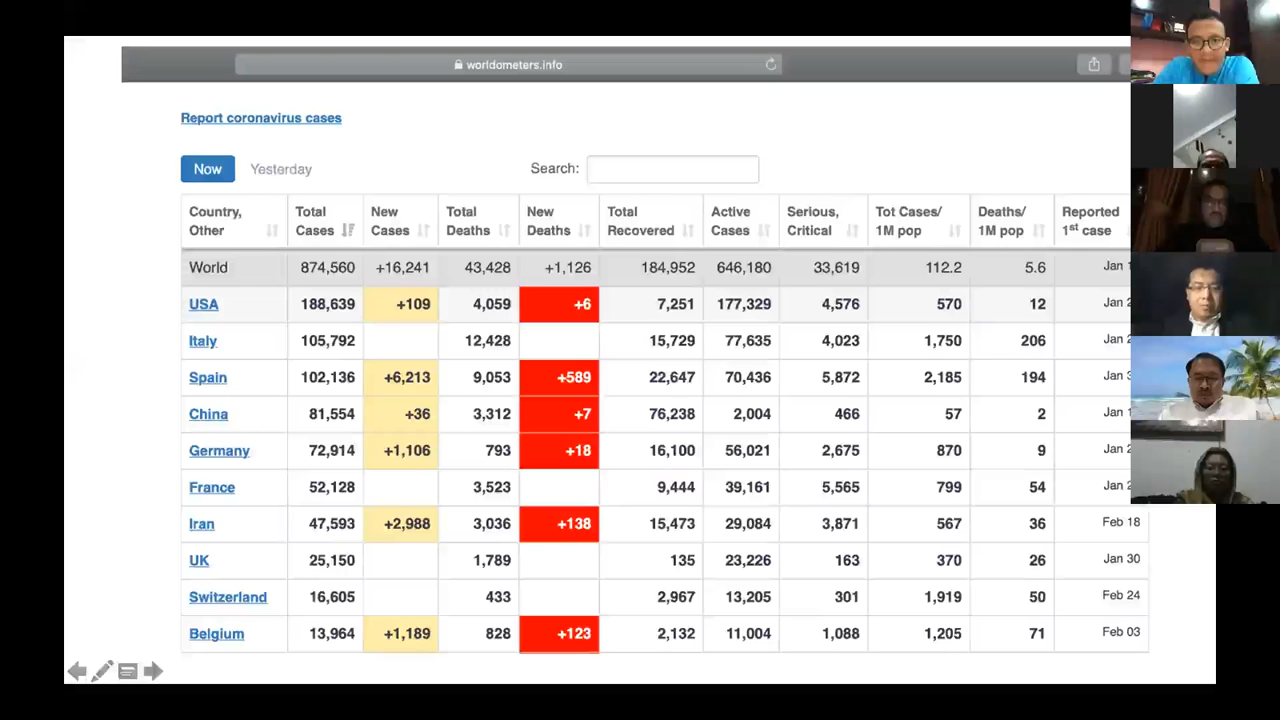 worldometers.info
Report coronavirus cases
Now Yesterday Search:
Country, Other Total Cases New Cases Total Deaths New Deaths Total Recovered Active Cases Serious, Critical Tot Cases/ 1M pop Deaths/ 1M pop Reported 1st case
World 874,560 +16,241 43,428 +1,126 184,952 646,180 33,619 112.2 5.6 Jan
USA 188,639 +109 4,059 +6 7,251 177,329 4,576 570 12 Jan
Italy 105,792 12,428 15,729 77,635 4,023 1,750 206 Jan
Spain 102,136 +6,213 9,053 +589 22,647 70,436 5,872 2,185 194 Jan
China 81,554 +36 3,312 +7 76,238 2,004 466 57 2 Jan
Germany 72,914 +1,106 793 +18 16,100 56,021 2,675 870 9 Jan
France 52,128 3,523 9,444 39,161 5,565 799 54 Jan
Iran 47,593 +2,988 3,036 +138 15,473 29,084 3,871 567 36 Feb 18
UK 25,150 1,789 135 23,226 163 370 26 Jan 30
Switzerland 16,605 433 2,967 13,205 301 1,919 50 Feb 24
Belgium 13,964 +1,189 828 +123 2,132 11,004 1,088 1,205 71 Feb 03